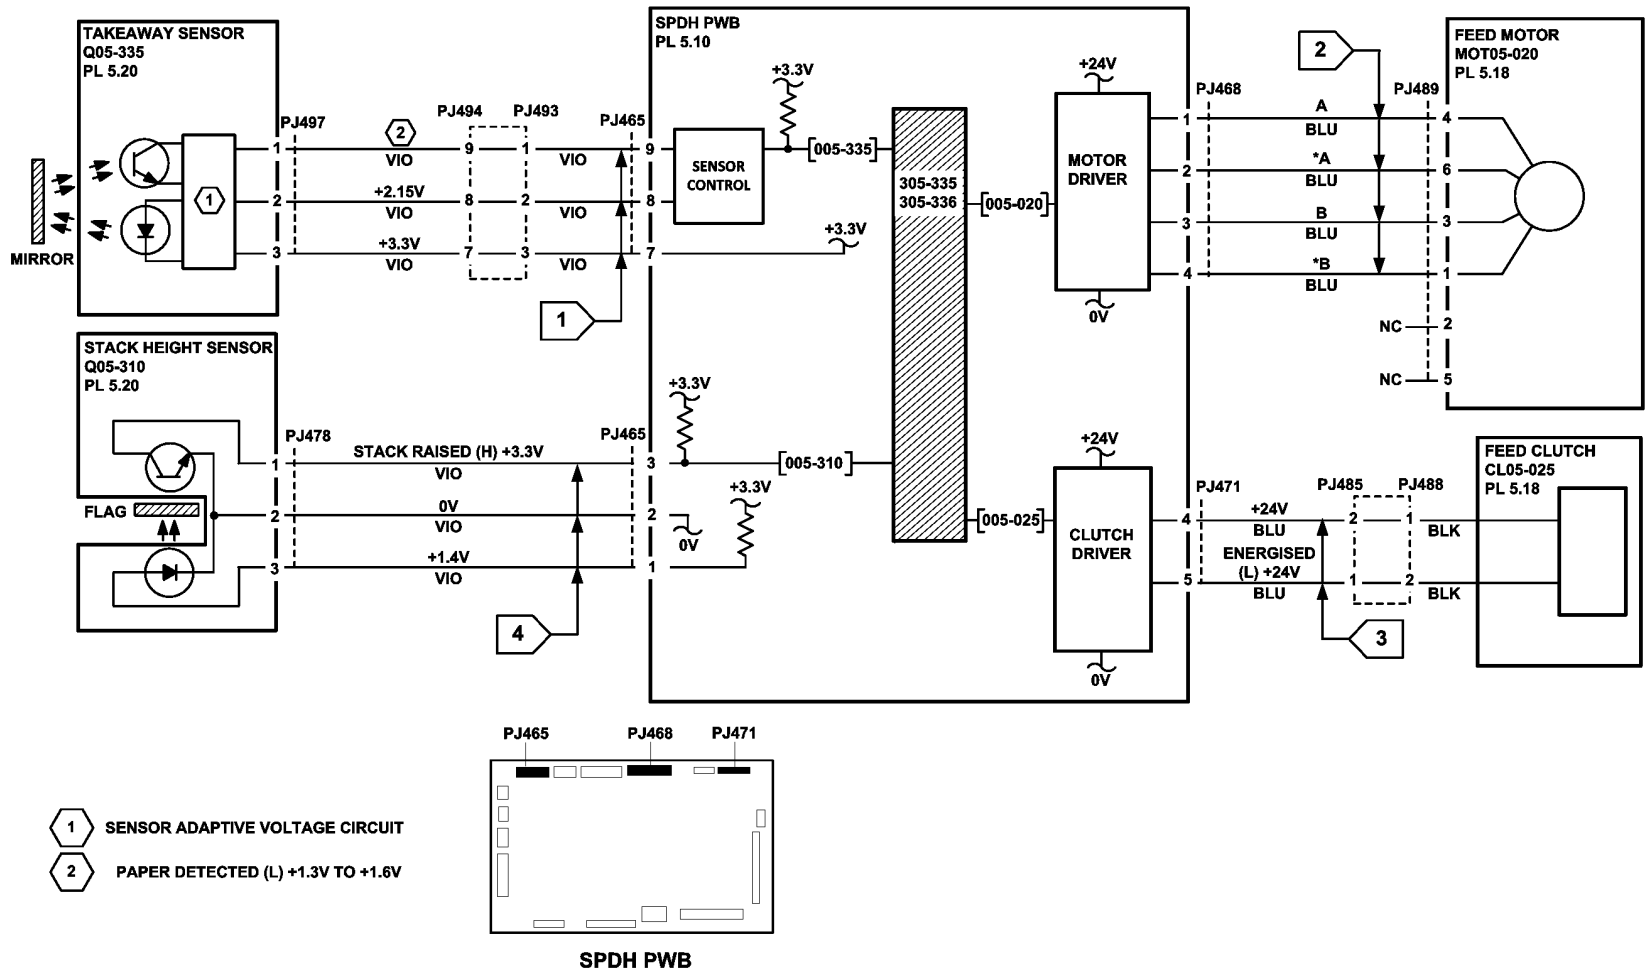 TAKEAWAY SENSOR
Q05-335
PL 5.20
MIRROR
1
1
2
3
PJ497
2
VIO
+2.15V
VIO
+3.3V
VIO
PJ494
PJ493
9
1
8
2
7
3
VIO
VIO
VIO
PJ465
9
8
7
1
SPDH PWB
PL 5.10
SENSOR
CONTROL
+3.3V
[005-335]
+3.3V
305-335
305-336
[005-020]
+24V
MOTOR
DRIVER
0V
1
2
3
4
PJ468
A
BLU
*A
BLU
B
BLU
*B
BLU
2
PJ489
4
6
3
1
NC
2
NC
5
FEED MOTOR
MOT05-020
PL 5.18
STACK HEIGHT SENSOR
Q05-310
PL 5.20
FLAG
1
2
3
PJ478
STACK RAISED (H) +3.3V
VIO
0V
VIO
+1.4V
VIO
4
PJ465
3
2
1
+3.3V
[005-310]
+3.3V
0V
[005-025]
+24V
CLUTCH
DRIVER
0V
4
5
PJ471
+24V
BLU
ENERGISED
(L) +24V
BLU
3
PJ485
PJ488
2
1
1
2
BLK
BLK
FEED CLUTCH
CL05-025
PL 5.18
PJ465
PJ468
PJ471
SPDH PWB
1 SENSOR ADAPTIVE VOLTAGE CIRCUIT
2 PAPER DETECTED (L) +1.3V TO +1.6V